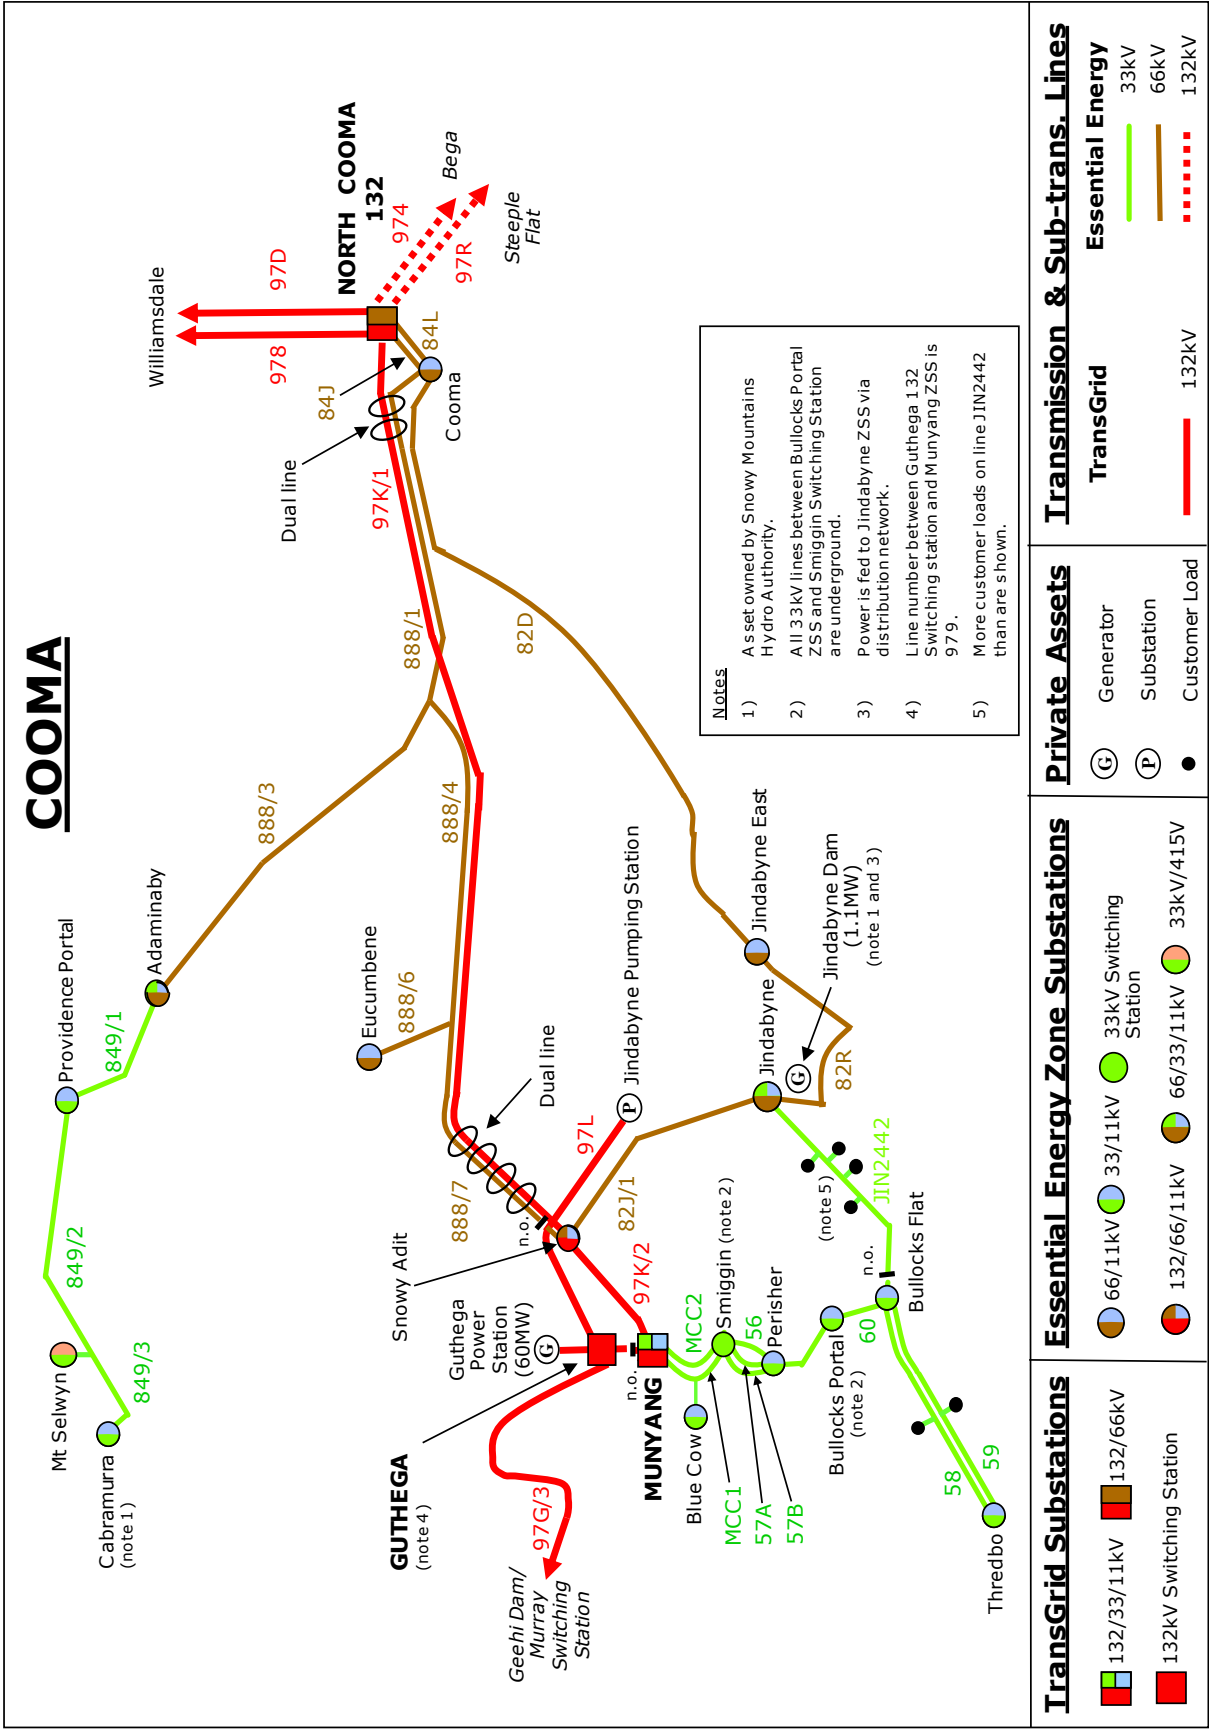 COOMA
Williamsdale
97D
978
NORTH COOMA
132
974
Bega
97R
Steeple
Flat
84L
84J
Cooma
Dual line
97K/1
888/1
82D
888/3
888/4
Adaminaby
Providence Portal
849/1
849/2
849/3
Mt Selwyn
Cabramurra
(note1)
Eucumbene
888/6
Dual line
888/7
n.o.
Snowy Adit
97L
Jindabyne Pumping Station
P
82J/1
97K/2
Jindabyne East
Jindabyne
Jindabyne Dam
(1.1MW)
(note 1 and 3)
G
82R
JIN2442
(note 5)
n.o.
Bullocks Flat
Guthega
Power
Station
(60MW)
G
GUTHEGA
(note4)
97G/3
Geehi Dam/
Murray
Switching
Station
n.o.
MUNYANG
MCC2
Smiggin (note 2)
56
Perisher
60
Blue Cow
MCC1
57A
57B
Bullocks Portal
(note 2)
58
59
Thredbo
Notes
1) Asset owned by Snowy Mountains
Hydro Authority.
2) All 33kV lines between Bullocks Portal
ZSS and Smiggin Switching Station
are underground.
3) Power is fed to Jindabyne ZSS via
distribution network.
4) Line number between Guthega 132
Switching station and Munyang ZSS is
979.
5) More customer loads on line JIN2442
than are shown.
TransGrid Substations
132/33/11kV
132/66kV
132kV Switching Station
Essential Energy Zone Substations
66/11kV
33/11kV
33kV Switching
Station
132/66/11kV
66/33/11kV
33kV/415V
Private Assets
G Generator
P Substation
Customer Load
Transmission & Sub-trans. Lines
TransGrid
132kV
Essential Energy
33kV
66kV
132kV